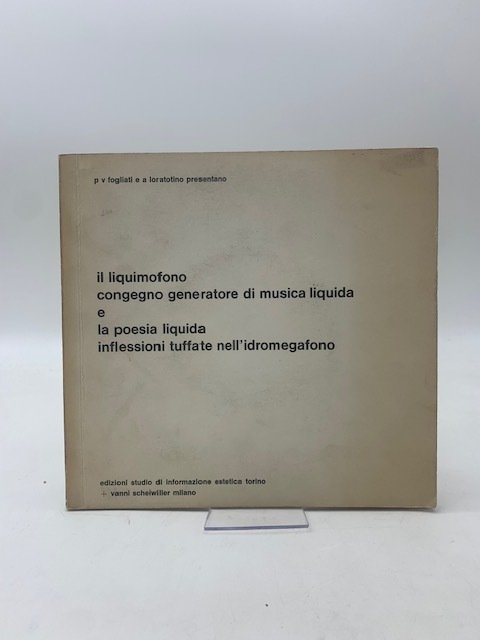 p v fogliati e a loratotino presentano
il liquimofono
congegno generatore di musica liquida
e
la poesia liquida
inflessioni tuffate nell'idromegafono
edizioni studio di informazione estetica torino
+ vanni scheiwiller milano